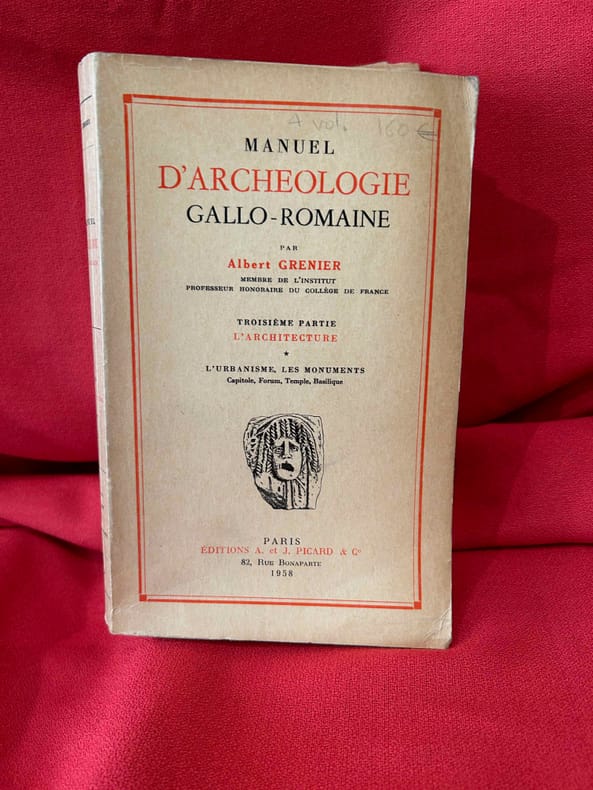 4 vol. 160 €
MANUEL
D'ARCHEOLOGIE
GALLO-ROMAINE
PAR
Albert GRENIER
MEMBRE DE L'INSTITUT
PROFESSEUR HONORAIRE DU COLLÈGE DE FRANCE
TROISIÈME PARTIE
L'ARCHITECTURE
*
L'URBANISME, LES MONUMENTS
Capitole, Forum, Temple, Basilique
PARIS
ÉDITIONS A. et J. PICARD & Cie
82, RUE BONAPARTE
1958